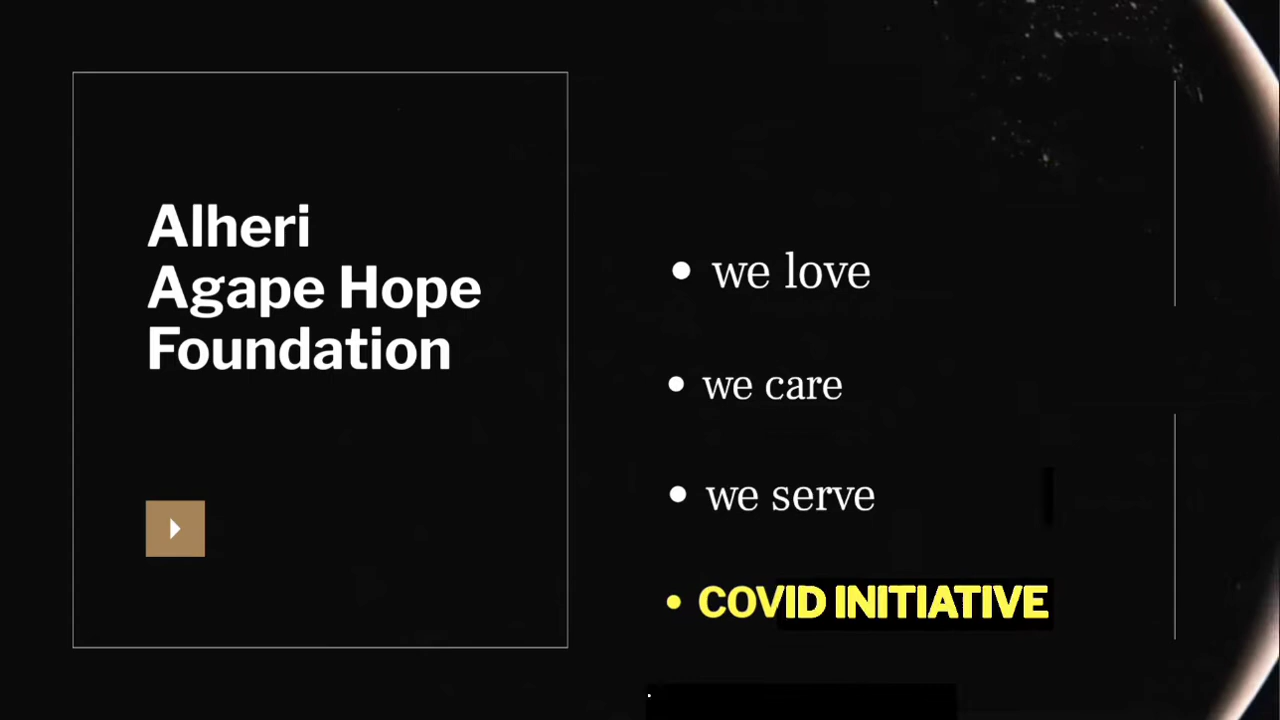 Alheri
Agape Hope
Foundation
• we love
• we care
• we serve
• COVID INITIATIVE